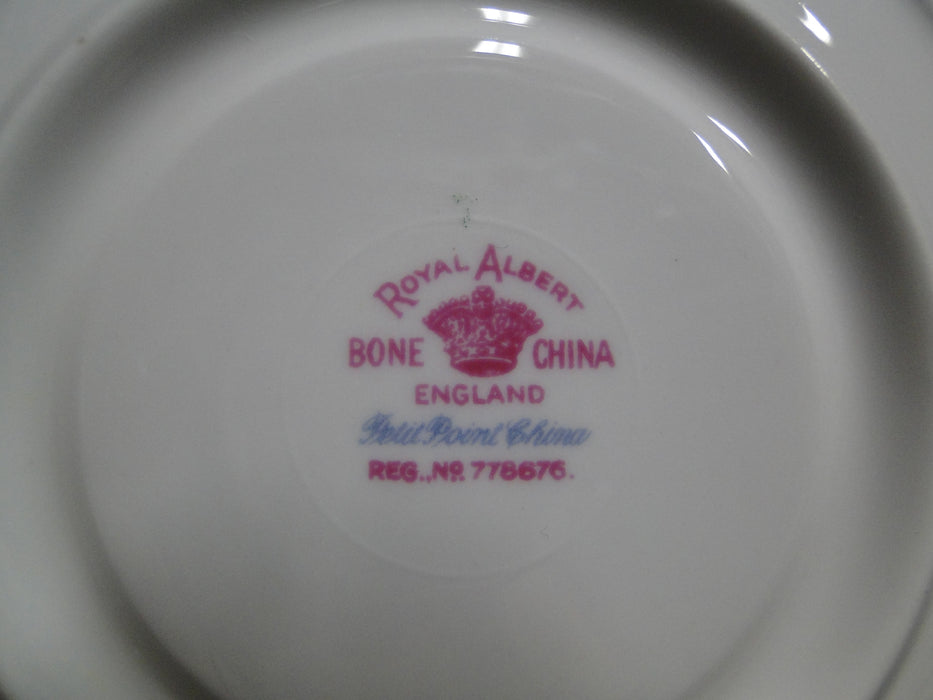 ROYAL ALBERT
BONE CHINA
ENGLAND
Petit Point China
REG., No. 778676.